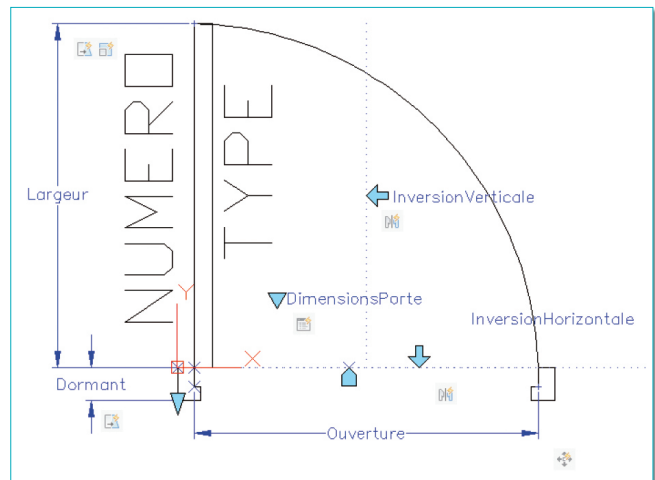 NUMERO
TYPE
Largeur
InversionVerticale
Y
DimensionsPorte
InversionHorizontale
X
Dormant
Ouverture